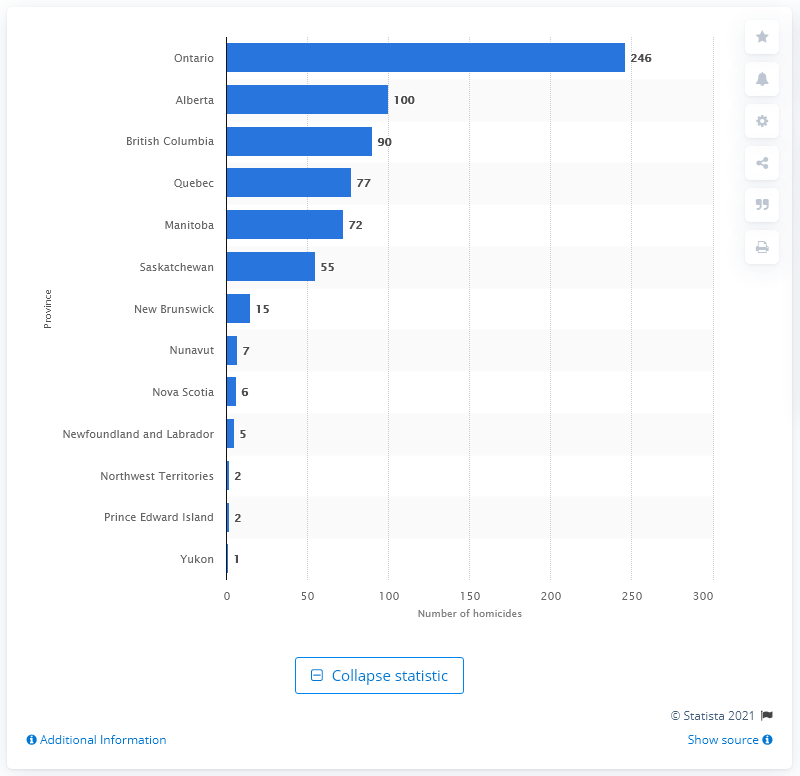 Ontario 246
Alberta 100
British Columbia 90
Quebec 77
Manitoba 72
Saskatchewan 55
New Brunswick 15
Nunavut 7
Nova Scotia 6
Newfoundland and Labrador 5
Northwest Territories 2
Prince Edward Island 2
Yukon 1
Province
0 50 100 150 200 250 300
Number of homicides
Collapse statistic
© Statista 2021
Additional Information Show source